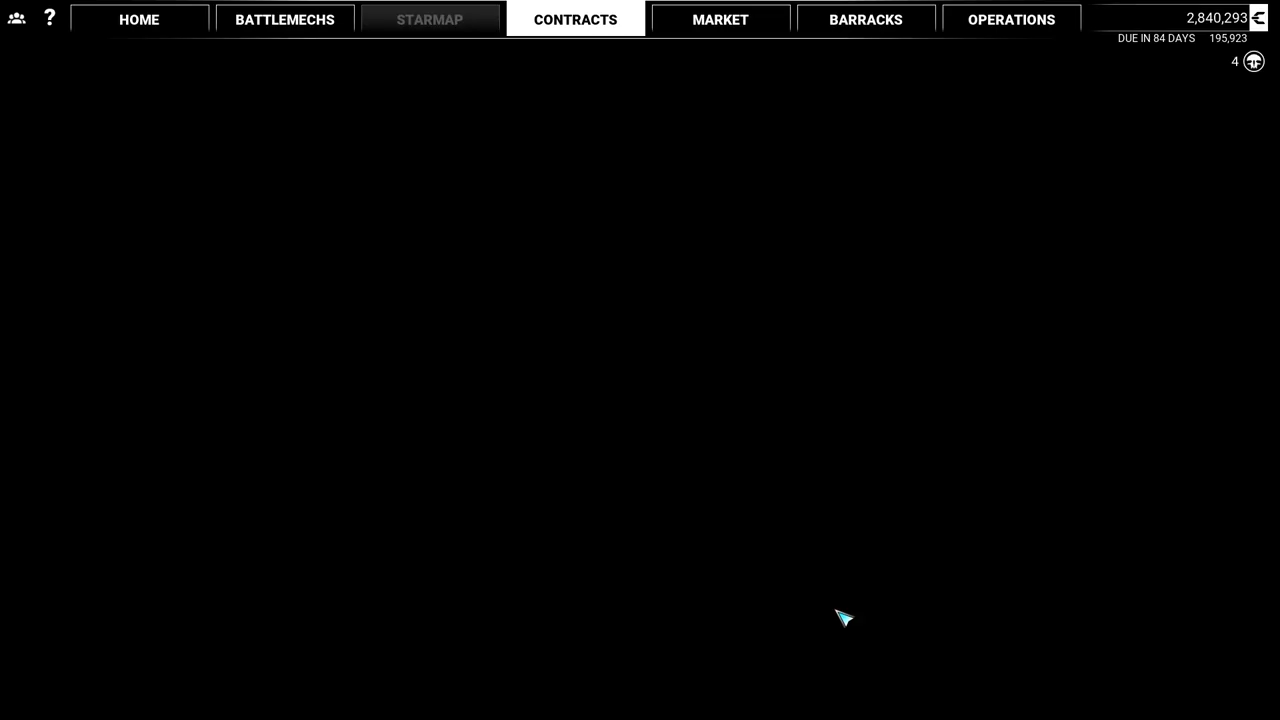 ? HOME BATTLEMECHS STARMAP CONTRACTS MARKET BARRACKS OPERATIONS 2,840,293
DUE IN 84 DAYS 195,923
4